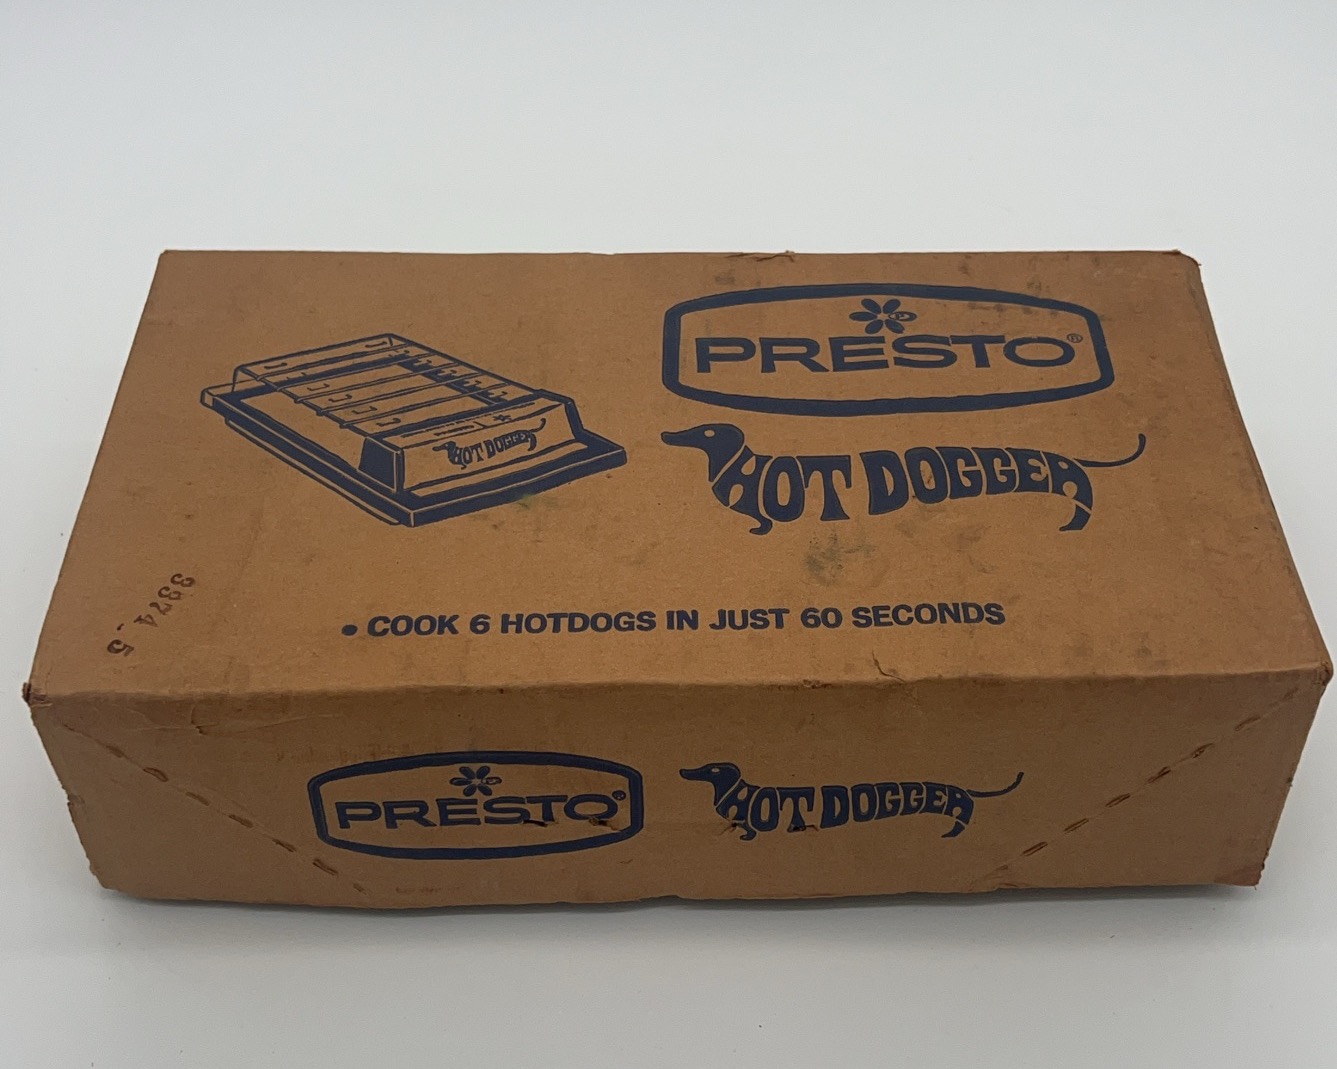 PRESTO®
HOT DOGGER
HOT DOGGER
• COOK 6 HOTDOGS IN JUST 60 SECONDS
3374.5
PRESTO®
HOT DOGGER